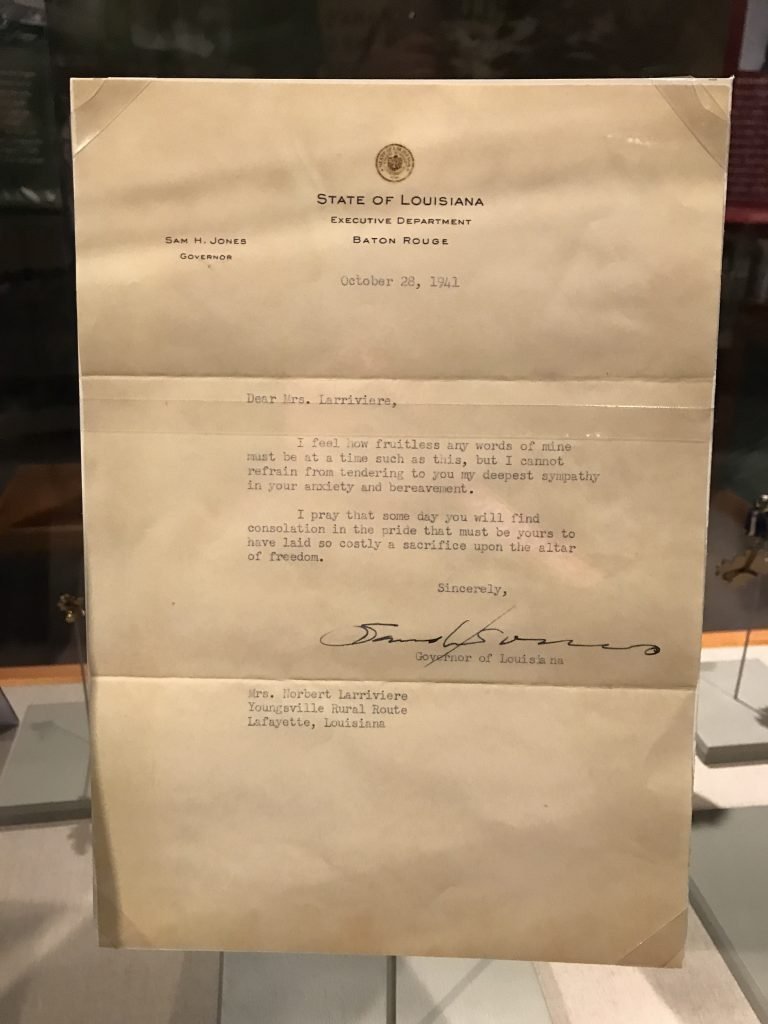 STATE OF LOUISIANA
EXECUTIVE DEPARTMENT
BATON ROUGE
SAM H. JONES
GOVERNOR
October 28, 1941
Dear Mrs. Larriviere,
I feel how fruitless any words of mine
must be at a time such as this, but I cannot
refrain from tendering to you my deepest sympathy
in your anxiety and bereavement.
I pray that some day you will find
consolation in the pride that must be yours to
have laid so costly a sacrifice upon the altar
of freedom.
Sincerely,
Sam H Jones
Governor of Louisiana
Mrs. Norbert Larriviere
Youngsville Rural Route
Lafayette, Louisiana